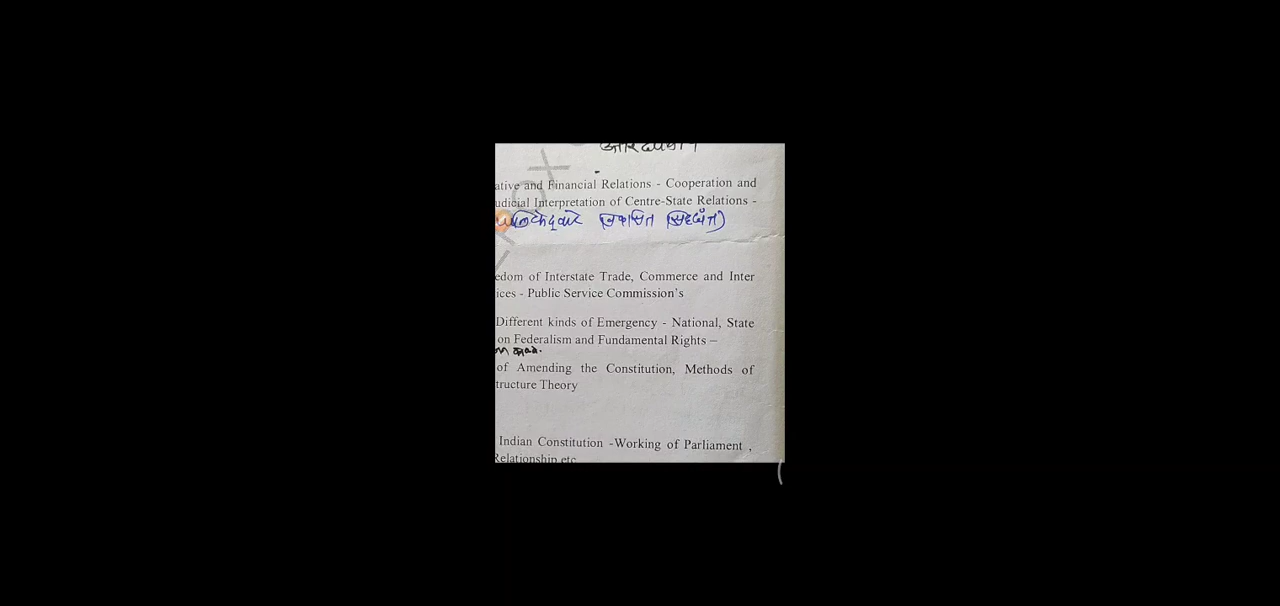 ative and Financial Relations - Cooperation and
udicial Interpretation of Centre-State Relations -
विकसित सिद्धांत)
edom of Interstate Trade, Commerce and Inter
ices - Public Service Commission's
Different kinds of Emergency - National, State
on Federalism and Fundamental Rights –
of Amending the Constitution, Methods of
tructure Theory
Indian Constitution -Working of Parliament ,
Relationship etc